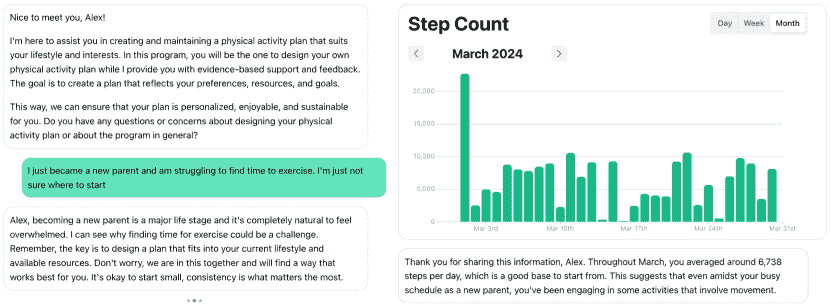 Nice to meet you, Alex!
I'm here to assist you in creating and maintaining a physical activity plan that suits
your lifestyle and interests. In this program, you will be the one to design your own
physical activity plan while I provide you with evidence-based support and feedback.
The goal is to create a plan that reflects your preferences, resources, and goals.
This way, we can ensure that your plan is personalized, enjoyable, and sustainable
for you. Do you have any questions or concerns about designing your physical
activity plan or about the program in general?
I just became a new parent and am struggling to find time to exercise. I'm just not
sure where to start
Alex, becoming a new parent is a major life stage and it's completely natural to feel
overwhelmed. I can see why finding time for exercise could be a challenge.
Remember, the key is to design a plan that fits into your current lifestyle and
available resources. Don't worry, we are in this together and will find a way that
works best for you. It's okay to start small, consistency is what matters the most.
Step Count
Day Week Month
March 2024
20,000
15,000
10,000
5,000
0
Mar 3rd Mar 10th Mar 17th Mar 24th Mar 31st
Thank you for sharing this information, Alex. Throughout March, you averaged around 6,738
steps per day, which is a good base to start from. This suggests that even amidst your busy
schedule as a new parent, you've been engaging in some activities that involve movement.